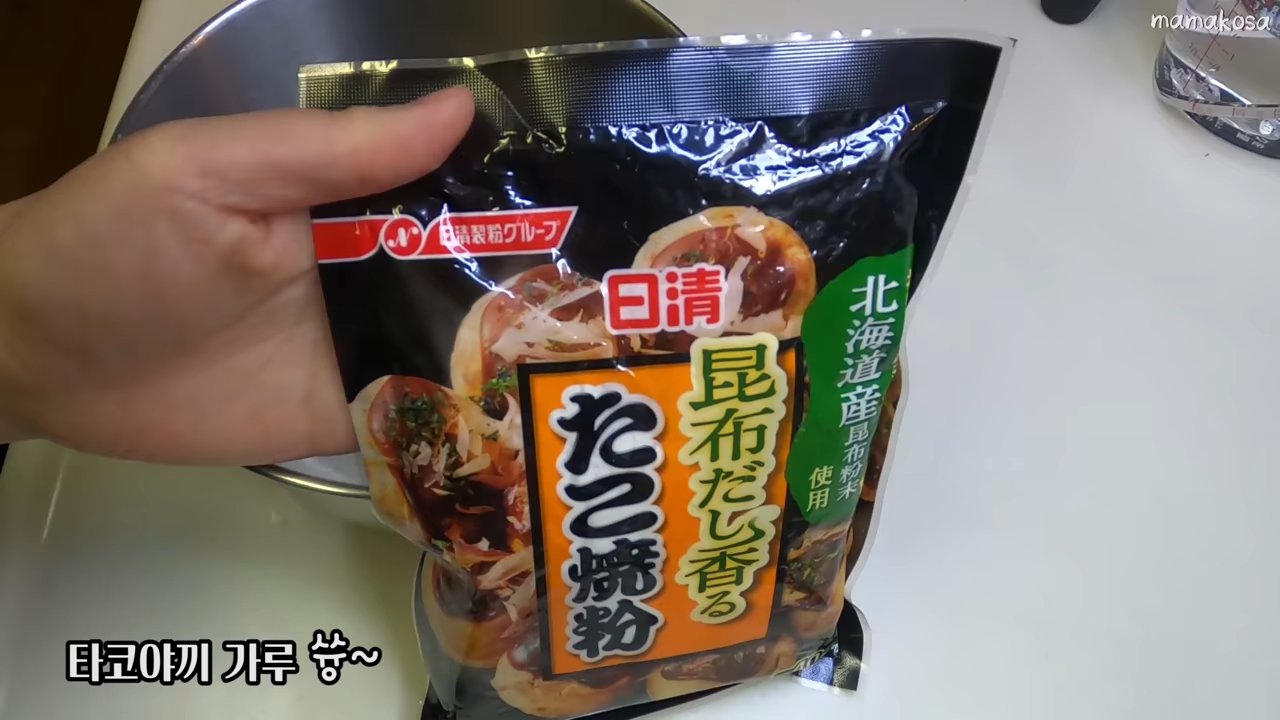 mamakosa
日清製粉グループ
日清
北海道産昆布粉末
使用
昆布だし香る
たこ焼粉
타코야끼 가루 쓩~